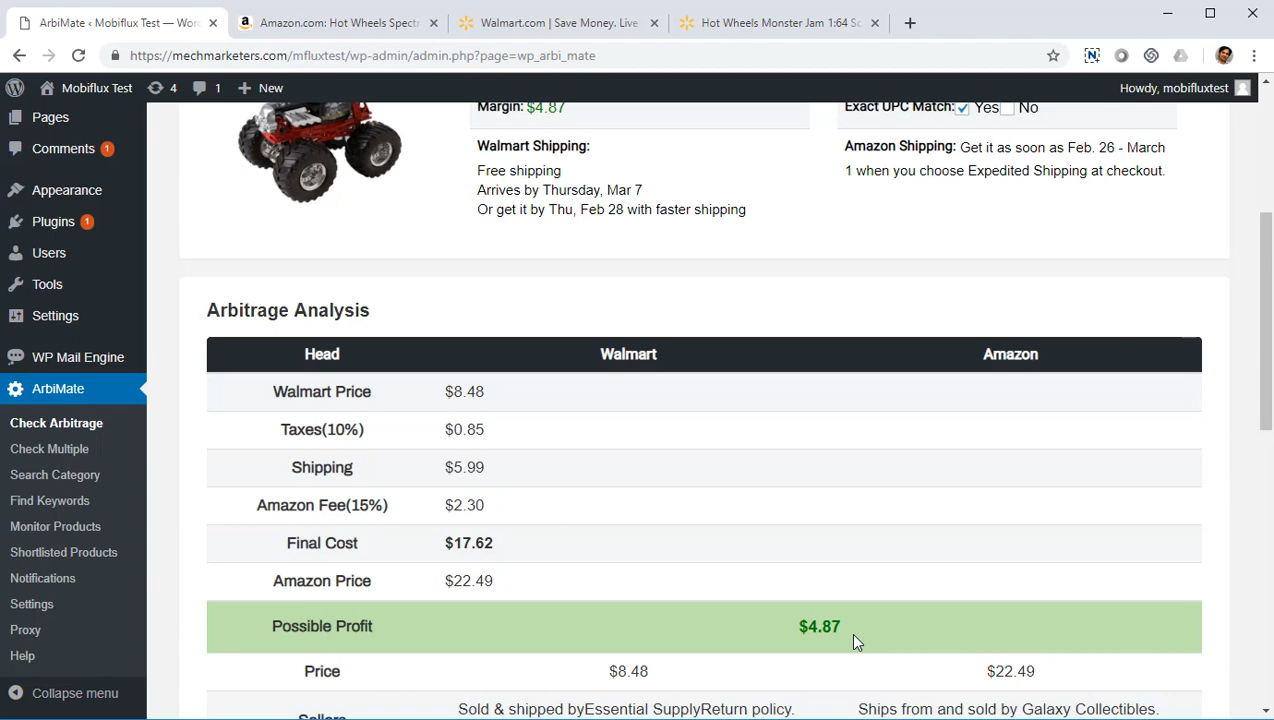 ArbiMate ‹ Mobiflux Test — Wor
Amazon.com: Hot Wheels Spectr
Walmart.com | Save Money. Live
Hot Wheels Monster Jam 1:64 Sc
https://mechmarketers.com/mfluxtest/wp-admin/admin.php?page=wp_arbi_mate
Mobiflux Test
4
1
New
Howdy, mobifluxtest
Pages
Comments 1
Appearance
Plugins 1
Users
Tools
Settings
WP Mail Engine
ArbiMate
Check Arbitrage
Check Multiple
Search Category
Find Keywords
Monitor Products
Shortlisted Products
Notifications
Settings
Proxy
Help
Collapse menu
Margin: $4.87
Walmart Shipping:
Free shipping
Arrives by Thursday, Mar 7
Or get it by Thu, Feb 28 with faster shipping
Exact UPC Match: Yes No
Amazon Shipping: Get it as soon as Feb. 26 - March
1 when you choose Expedited Shipping at checkout.
Arbitrage Analysis
Head Walmart Amazon
Walmart Price $8.48
Taxes(10%) $0.85
Shipping $5.99
Amazon Fee(15%) $2.30
Final Cost $17.62
Amazon Price $22.49
Possible Profit $4.87
Price $8.48 $22.49
Sellers Sold & shipped byEssential SupplyReturn policy. Ships from and sold by Galaxy Collectibles.